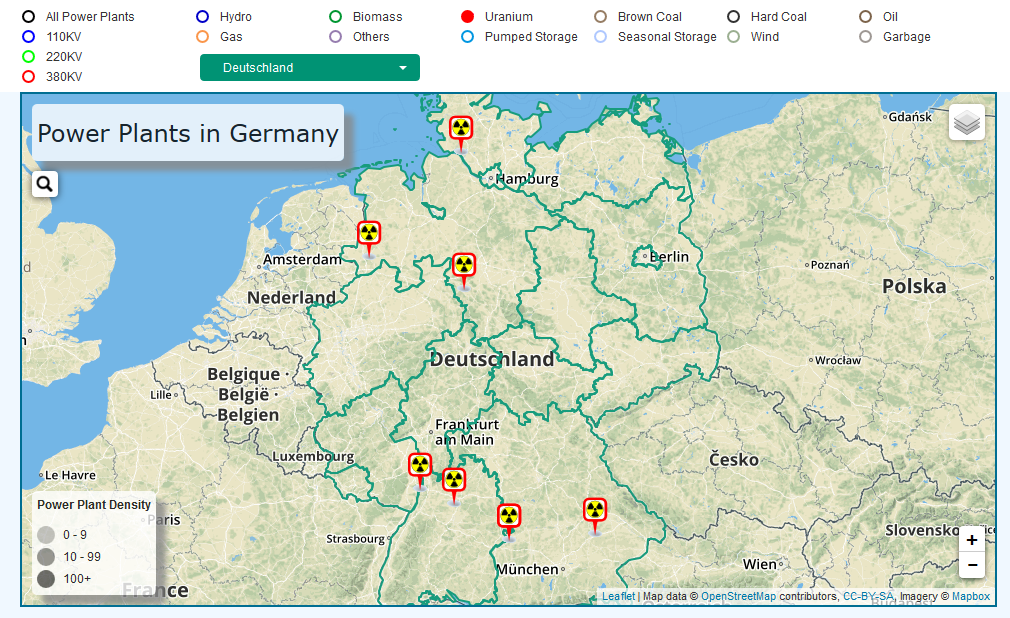 All Power Plants
Hydro
Biomass
Uranium
Brown Coal
Hard Coal
Oil
110KV
Gas
Others
Pumped Storage
Seasonal Storage
Wind
Garbage
220KV
380KV
Deutschland
Power Plants in Germany
Gdańsk
Hamburg
Amsterdam
Berlin
Poznań
Nederland
Polska
Deutschland
Wrocław
Belgique ·
België ·
Belgien
Lille
Frankfurt
am Main
Luxembourg
Česko
Le Havre
Power Plant Density
0 - 9
10 - 99
100+
Paris
Strasbourg
Slovensko
München
Wien
France
+
−
Leaflet | Map data © OpenStreetMap contributors, CC-BY-SA, Imagery © Mapbox
Österreich
Budapest